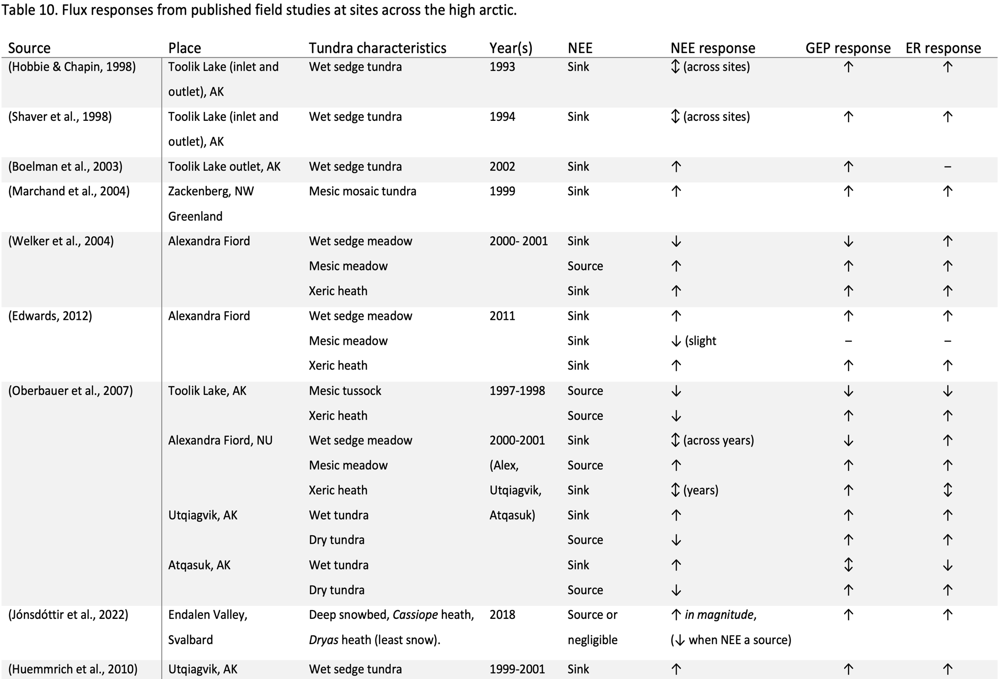 Table 10. Flux responses from published field studies at sites across the high arctic.
Source Place Tundra characteristics Year(s) NEE NEE response GEP response ER response
(Hobbie & Chapin, 1998) Toolik Lake (inlet and Wet sedge tundra 1993 Sink ↕ (across sites) ↑ ↑
outlet), AK
(Shaver et al., 1998) Toolik Lake (inlet and Wet sedge tundra 1994 Sink ↕ (across sites) ↑ ↑
outlet), AK
(Boelman et al., 2003) Toolik Lake outlet, AK Wet sedge tundra 2002 Sink ↑ ↑ –
(Marchand et al., 2004) Zackenberg, NW Mesic mosaic tundra 1999 Sink ↑ ↑ ↑
Greenland
(Welker et al., 2004) Alexandra Fiord Wet sedge meadow 2000- 2001 Sink ↓ ↓ ↑
Mesic meadow Source ↑ ↑ ↑
Xeric heath Sink ↑ ↑ ↑
(Edwards, 2012) Alexandra Fiord Wet sedge meadow 2011 Sink ↑ ↑ ↑
Mesic meadow Sink ↓ (slight – –
Xeric heath Sink ↑ ↑ ↑
(Oberbauer et al., 2007) Toolik Lake, AK Mesic tussock 1997-1998 Source ↓ ↓ ↓
Xeric heath Source ↓ ↑ ↑
Alexandra Fiord, NU Wet sedge meadow 2000-2001 Sink ↕ (across years) ↓ ↑
Mesic meadow (Alex, Source ↑ ↑ ↑
Xeric heath Utqiagvik, Sink ↕ (years) ↑ ↕
Utqiagvik, AK Wet tundra Atqasuk) Sink ↑ ↑ ↑
Dry tundra Source ↓ ↑ ↑
Atqasuk, AK Wet tundra Sink ↑ ↕ ↓
Dry tundra Source ↓ ↑ ↑
(Jónsdóttir et al., 2022) Endalen Valley, Deep snowbed, Cassiope heath, 2018 Source or ↑ in magnitude, ↑ ↑
Svalbard Dryas heath (least snow). negligible (↓ when NEE a source)
(Huemmrich et al., 2010) Utqiagvik, AK Wet sedge tundra 1999-2001 Sink ↑ ↑ ↑